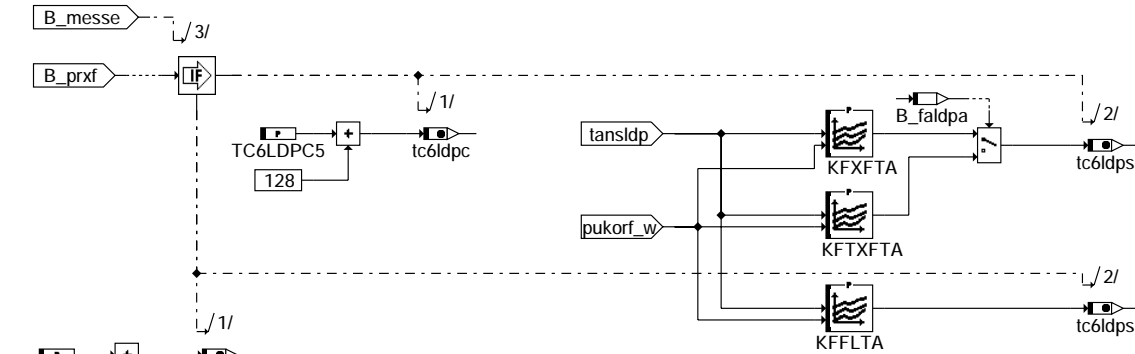 B_messe
3/
B_prxf
IF
1/
2/
P
TC6LDPC5
+
128
tc6ldpc
tansldp
P
KFXFTA
B_faldpa
tc6ldps
pukorf_w
P
KFTXFTA
2/
P
KFFLTA
tc6ldps
1/